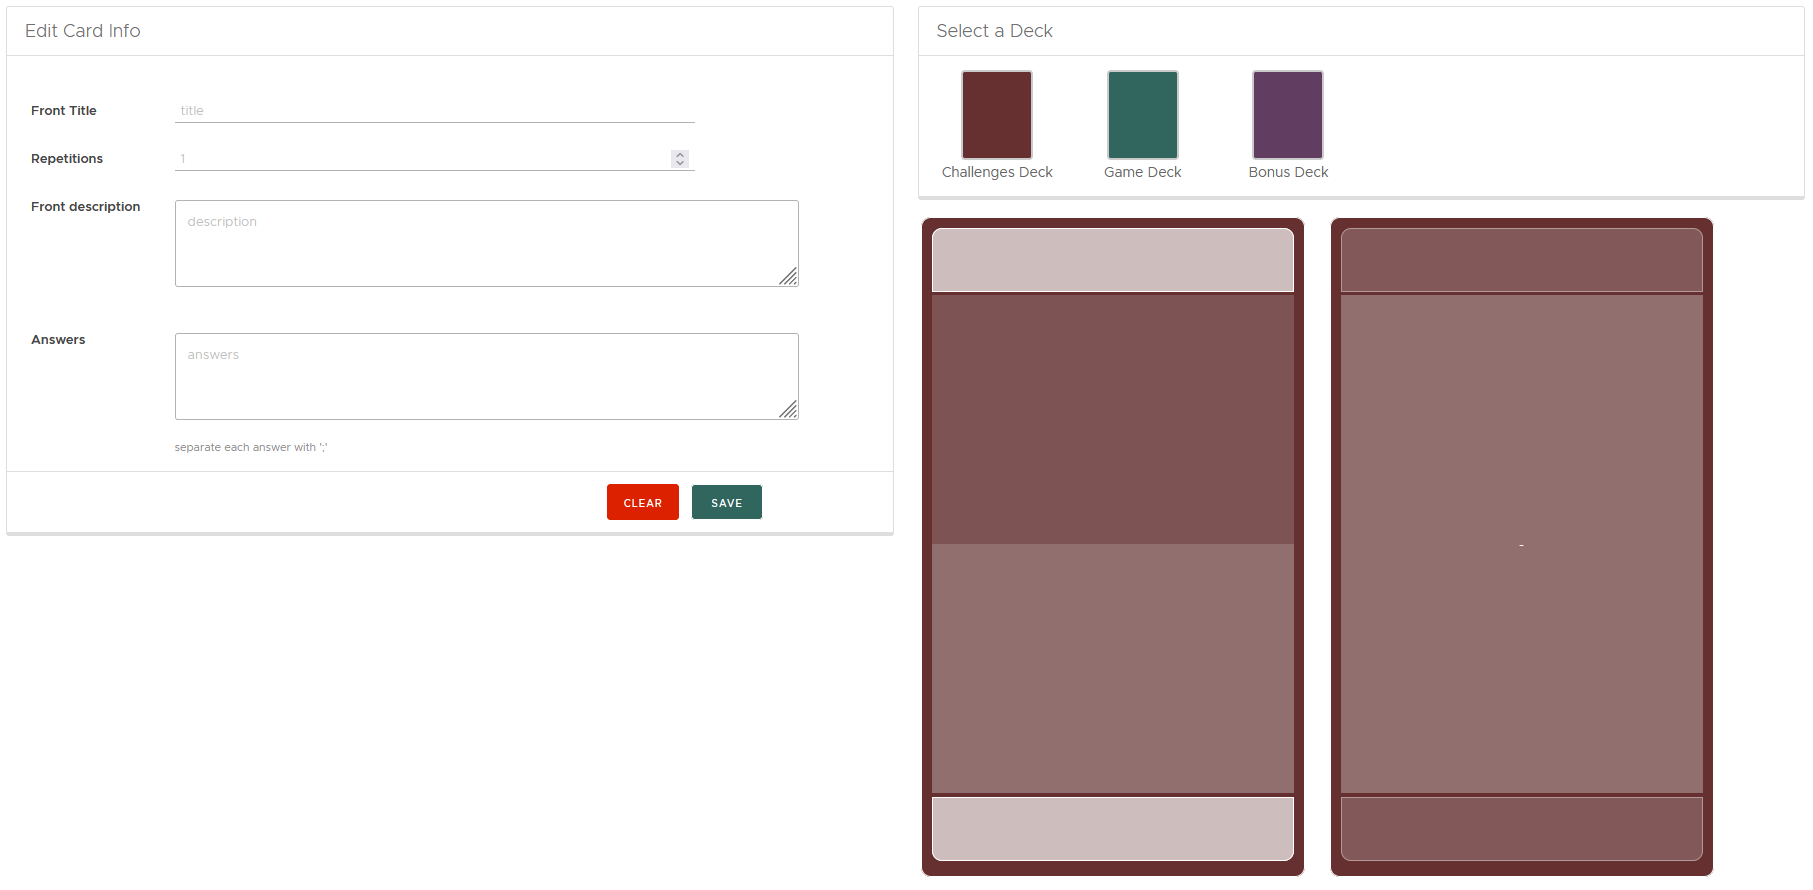 Edit Card Info
Front Title
title
Repetitions
1
Front description
description
Answers
answers
separate each answer with ';'
CLEAR
SAVE
Select a Deck
Challenges Deck
Game Deck
Bonus Deck
-